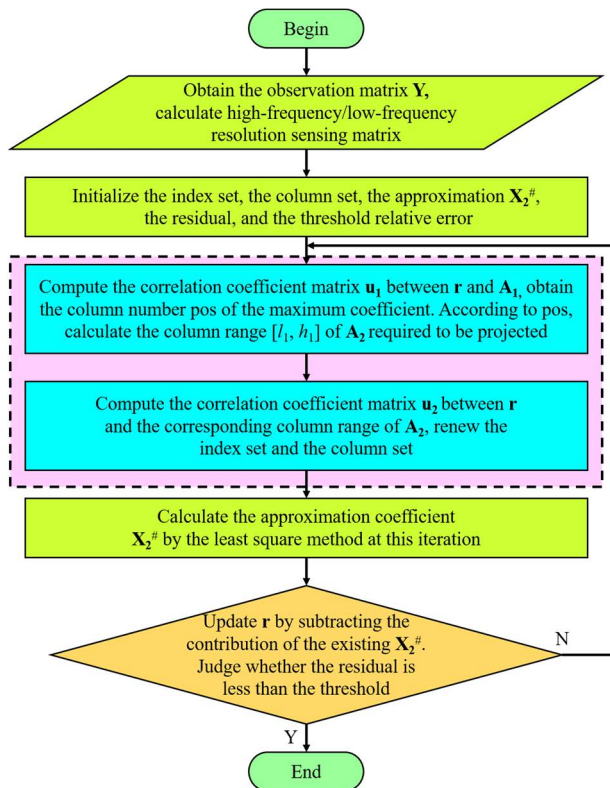 Begin
Obtain the observation matrix Y,
calculate high-frequency/low-frequency
resolution sensing matrix
Initialize the index set, the column set, the approximation X₂#,
the residual, and the threshold relative error
Compute the correlation coefficient matrix u₁ between r and A₁, obtain
the column number pos of the maximum coefficient. According to pos,
calculate the column range [l₁, h₁] of A₂ required to be projected
Compute the correlation coefficient matrix u₂ between r
and the corresponding column range of A₂, renew the
index set and the column set
Calculate the approximation coefficient
X₂# by the least square method at this iteration
Update r by subtracting the
contribution of the existing X₂#.
Judge whether the residual is
less than the threshold
N
Y
End